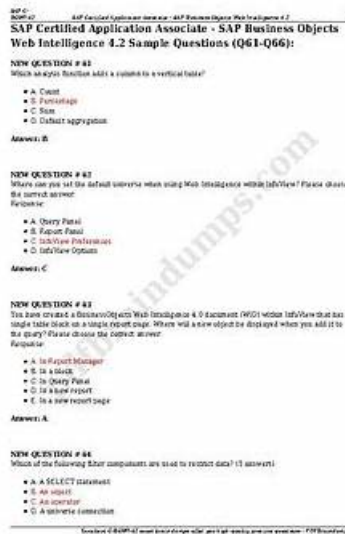 SAP Certified Application Associate - SAP Business Objects
Web Intelligence 4.2 Sample Questions (Q61-Q66):
NEW QUESTION # 61
Which analysis function adds a column to a vertical table?
A. Count
B. Percentage
C. Sum
D. Default aggregation
Answer: B
NEW QUESTION # 62
Where can you set the default universe when using Web Intelligence within InfoView? Please choose
the correct answer
Response:
A. Query Panel
B. Report Panel
C. InfoView Preferences
D. InfoView Options
Answer: C
NEW QUESTION # 63
You have created a BusinessObjects Web Intelligence 4.0 document (WID) within InfoView that has
single table block on a single report page. Where will a new object be displayed when you add it to
the query? Please choose the correct answer
Response:
A. In Report Manager
B. In a block
C. In Query Panel
D. In a new report
E. In a new report page
Answer: A
NEW QUESTION # 64
Which of the following filter components are used to restrict data? (3 answers)
A. A SELECT statement
B. An object
C. An operator
D. A universe connection